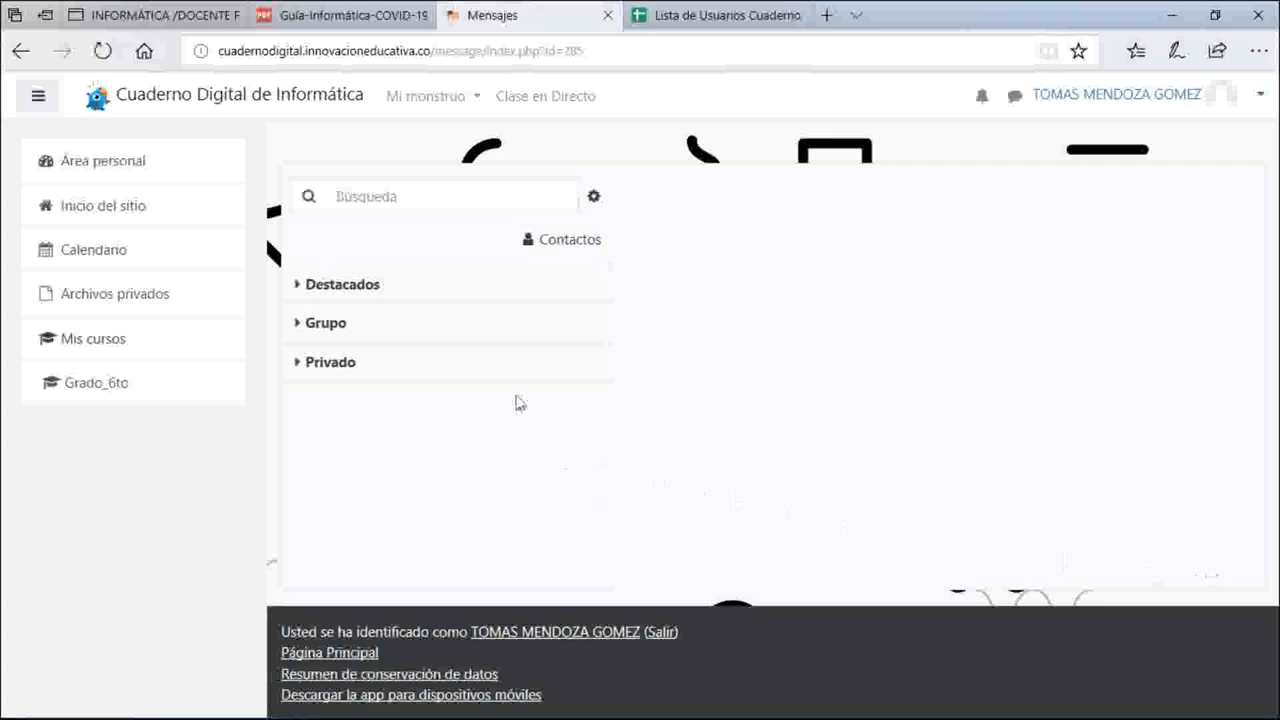 INFORMÁTICA /DOCENTE F
Guía-Informática-COVID-19
Mensajes
Lista de Usuarios Cuaderno
cuadernodigital.innovacioneducativa.co/message/index.php?id=285
Cuaderno Digital de Informática
Mi monstruo
Clase en Directo
TOMAS MENDOZA GOMEZ
Área personal
Inicio del sitio
Calendario
Archivos privados
Mis cursos
Grado_6to
Búsqueda
Contactos
Destacados
Grupo
Privado
Usted se ha identificado como TOMAS MENDOZA GOMEZ (Salir)
Página Principal
Resumen de conservación de datos
Descargar la app para dispositivos móviles